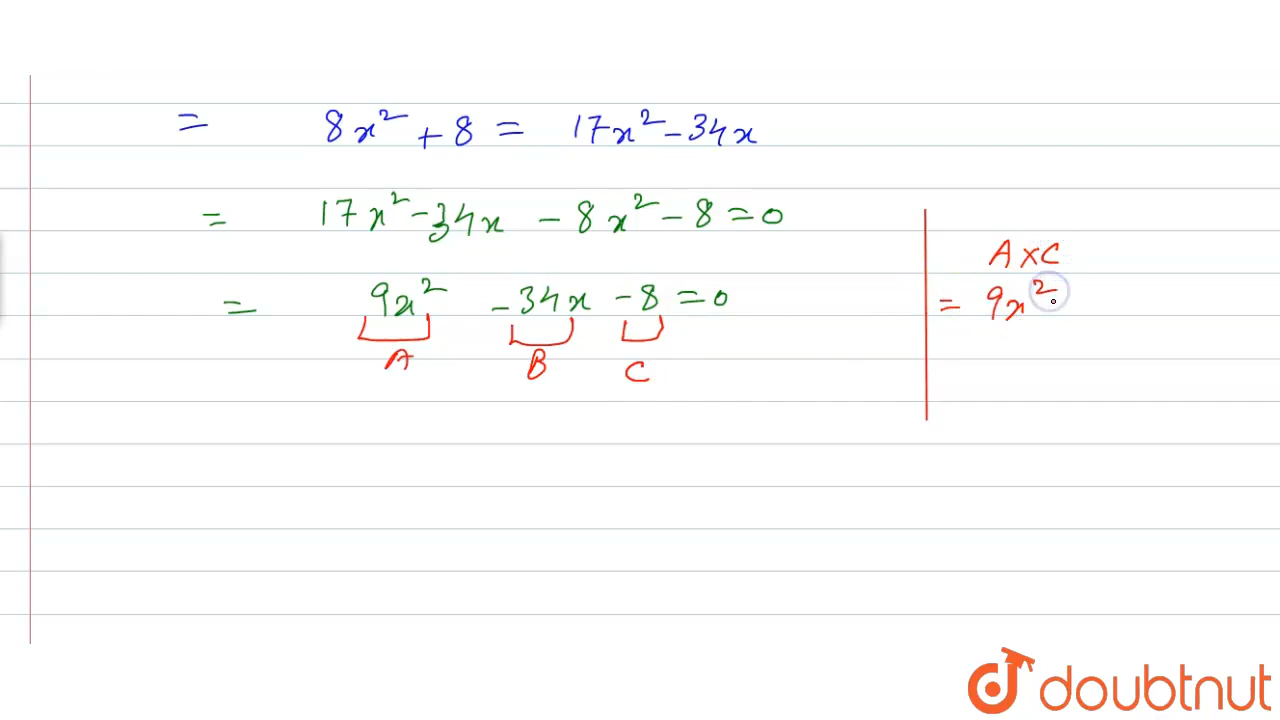 = 8x² + 8 = 17x² - 34x
= 17x² - 34x - 8x² - 8 = 0
= 9x² - 34x - 8 = 0
A B C
A × C
= 9x²
doubtnut